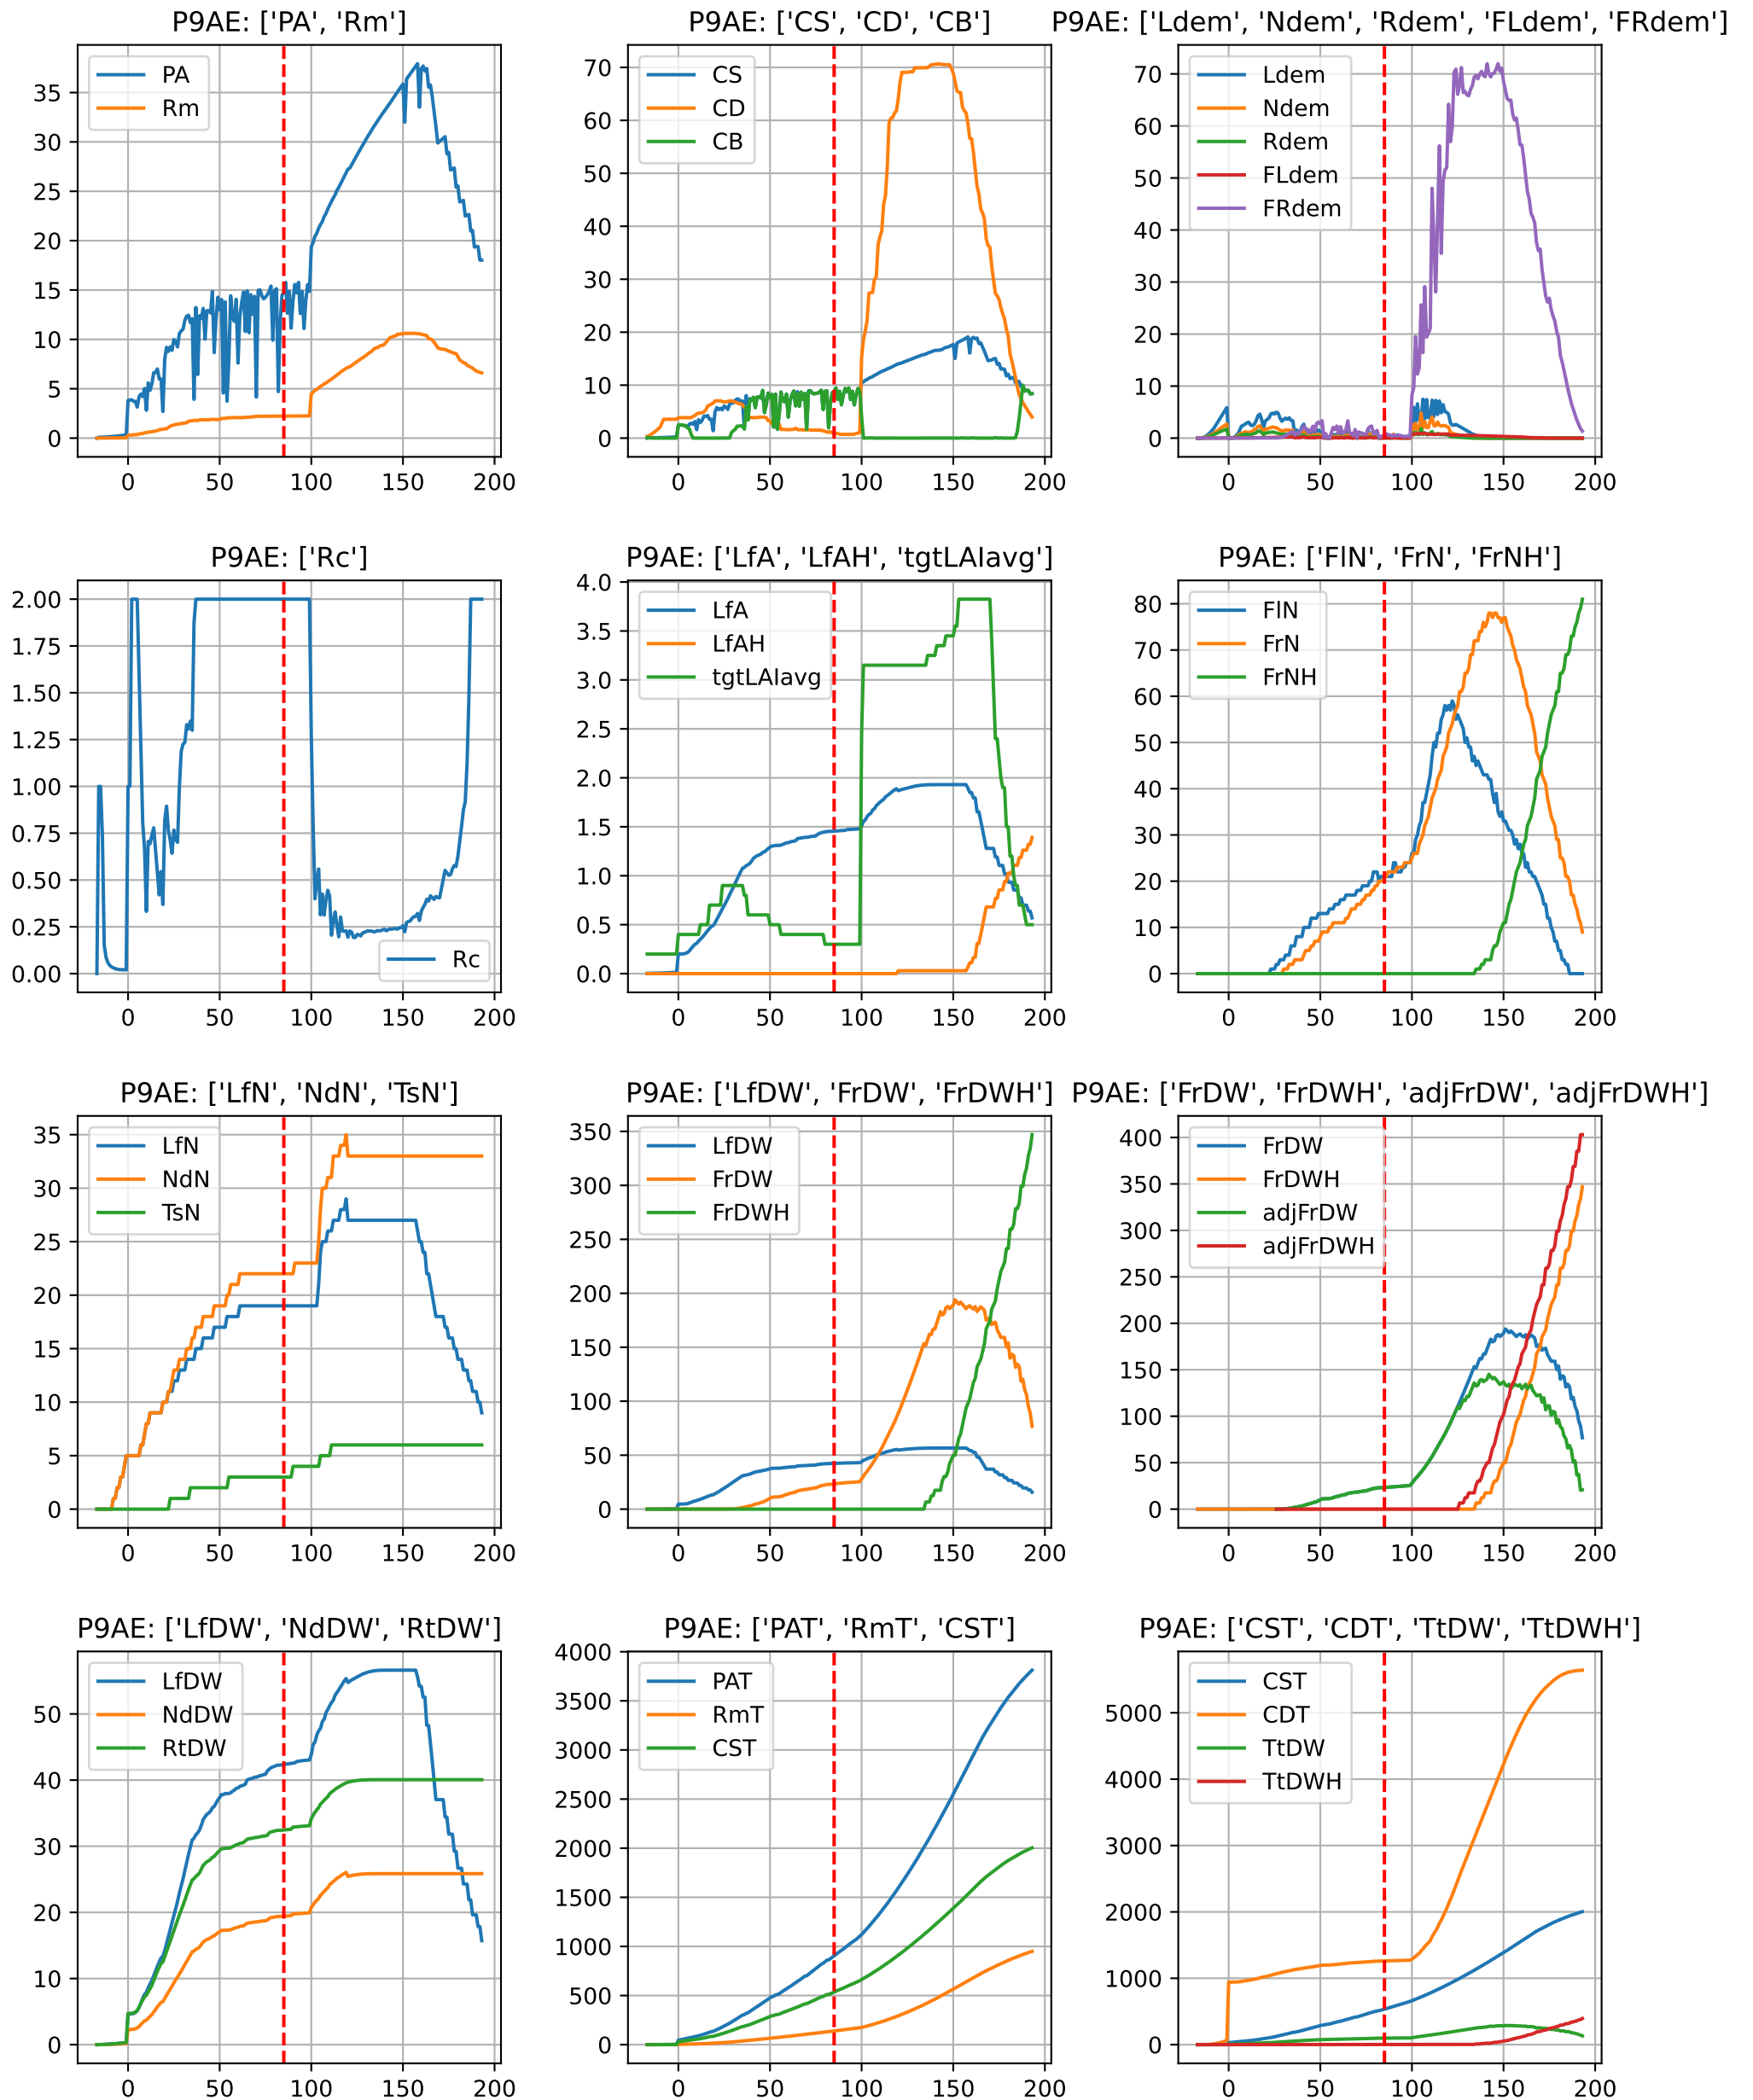 P9AE: ['PA', 'Rm']
PA
Rm
35
30
25
20
15
10
5
0
0 50 100 150 200
P9AE: ['CS', 'CD', 'CB']
CS
CD
CB
70
60
50
40
30
20
10
0
0 50 100 150 200
P9AE: ['Ldem', 'Ndem', 'Rdem', 'FLdem', 'FRdem']
Ldem
Ndem
Rdem
FLdem
FRdem
70
60
50
40
30
20
10
0
0 50 100 150 200
P9AE: ['Rc']
2.00
1.75
1.50
1.25
1.00
0.75
0.50
0.25
0.00
Rc
0 50 100 150 200
P9AE: ['LfA', 'LfAH', 'tgtLAIavg']
LfA
LfAH
tgtLAIavg
4.0
3.5
3.0
2.5
2.0
1.5
1.0
0.5
0.0
0 50 100 150 200
P9AE: ['FlN', 'FrN', 'FrNH']
FlN
FrN
FrNH
80
70
60
50
40
30
20
10
0
0 50 100 150 200
P9AE: ['LfN', 'NdN', 'TsN']
LfN
NdN
TsN
35
30
25
20
15
10
5
0
0 50 100 150 200
P9AE: ['LfDW', 'FrDW', 'FrDWH']
LfDW
FrDW
FrDWH
350
300
250
200
150
100
50
0
0 50 100 150 200
P9AE: ['FrDW', 'FrDWH', 'adjFrDW', 'adjFrDWH']
FrDW
FrDWH
adjFrDW
adjFrDWH
400
350
300
250
200
150
100
50
0
0 50 100 150 200
P9AE: ['LfDW', 'NdDW', 'RtDW']
LfDW
NdDW
RtDW
50
40
30
20
10
0
0 50 100 150 200
P9AE: ['PAT', 'RmT', 'CST']
PAT
RmT
CST
4000
3500
3000
2500
2000
1500
1000
500
0
0 50 100 150 200
P9AE: ['CST', 'CDT', 'TtDW', 'TtDWH']
CST
CDT
TtDW
TtDWH
5000
4000
3000
2000
1000
0
0 50 100 150 200